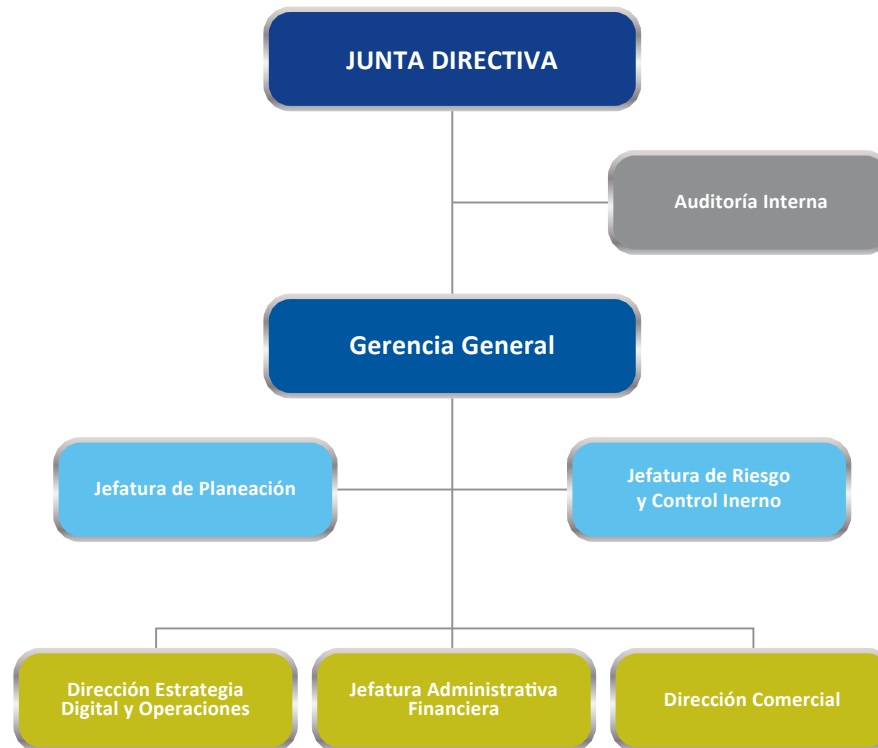 JUNTA DIRECTIVA
Auditoría Interna
Gerencia General
Jefatura de Planeación
Jefatura de Riesgo
y Control Inerno
Dirección Estrategia
Digital y Operaciones
Jefatura Administrativa
Financiera
Dirección Comercial